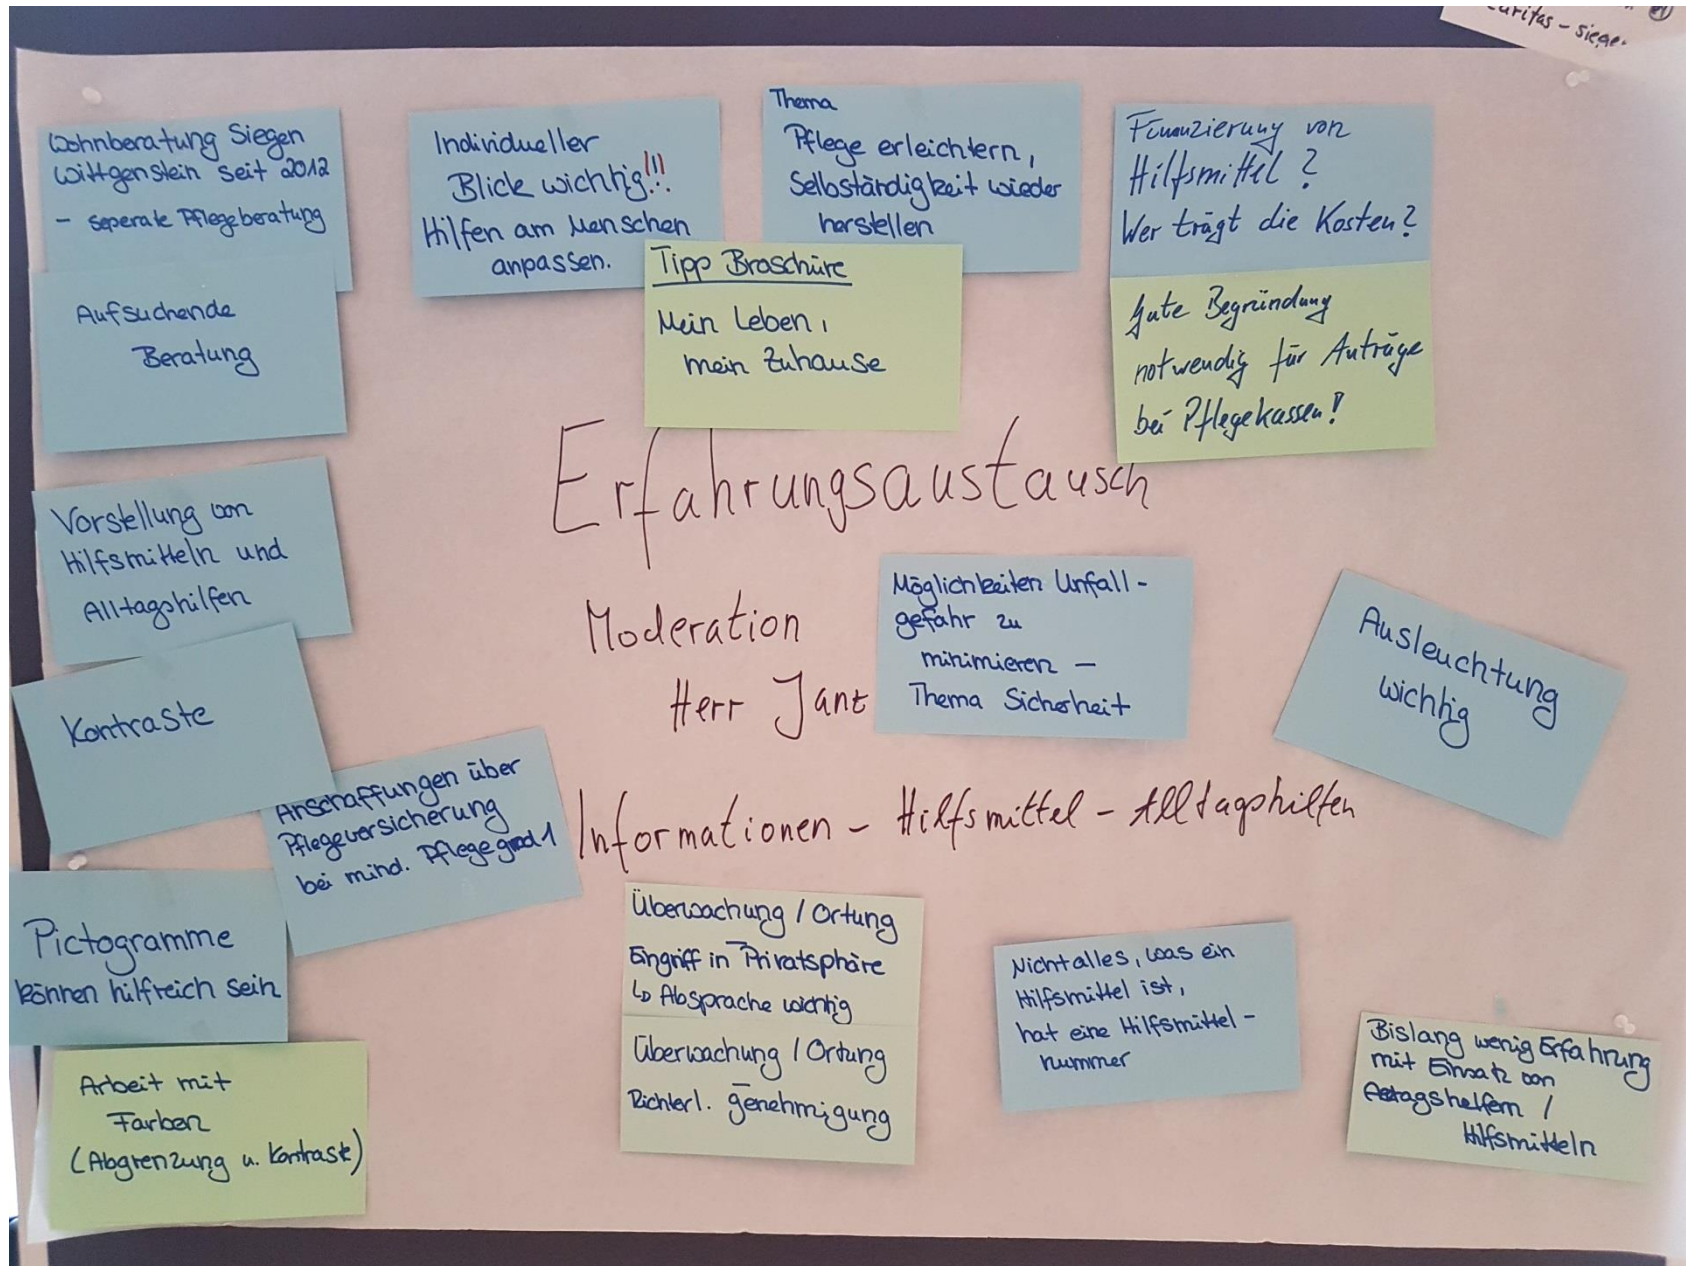 caritas - siege
Wohnberatung Siegen
Wittgenstein seit 2012
- seperate Pflegeberatung
Aufsuchende
Beratung
Individueller
Blick wichtig!!!
Hilfen am Menschen
anpassen.
Thema
Pflege erleichtern,
Selbständigkeit wieder
herstellen
Tipp Broschüre
Mein Leben,
mein Zuhause
Finanzierung von
Hilfsmittel?
Wer trägt die Kosten?
Gute Begründung
notwendig für Anträge
bei Pflegekassen!
Erfahrungsaustausch
Moderation
Herr Janz
Informationen - Hilfsmittel - Alltagshilfen
Vorstellung von
Hilfsmitteln und
Alltagshilfen
Kontraste
Anschaffungen über
Pflegeversicherung
bei mind. Pflegegrad 1
Möglichkeiten Unfall-
gefahr zu
minimieren -
Thema Sicherheit
Ausleuchtung
wichtig
Pictogramme
können hilfreich sein
Arbeit mit
Farben
(Abgrenzung u. Kontraste)
Überwachung / Ortung
Eingriff in Privatsphäre
↳ Absprache wichtig
Überwachung / Ortung
Richterl. Genehmigung
Nicht alles, was ein
Hilfsmittel ist,
hat eine Hilfsmittel-
nummer
Bislang wenig Erfahrung
mit Einsatz von
/
Hilfsmitteln